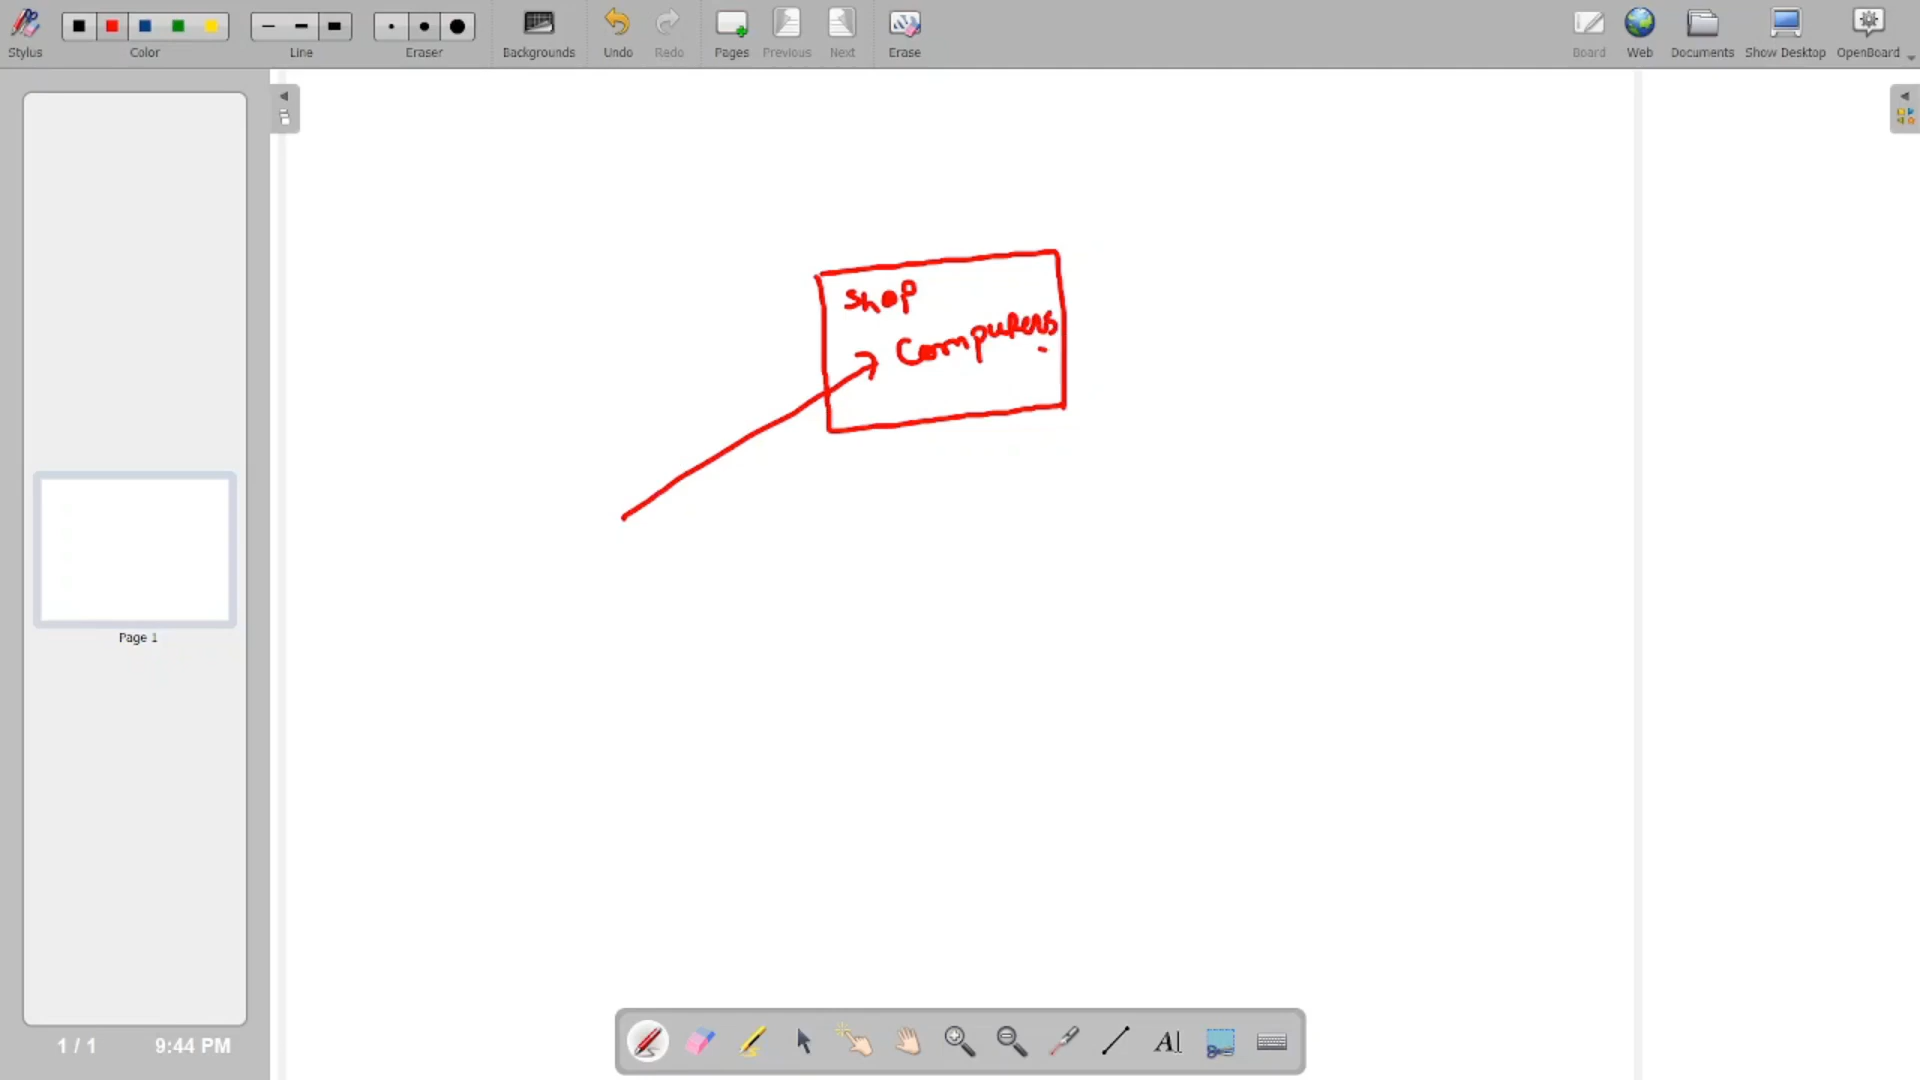 Stylus
Color
Line
Eraser
Backgrounds
Undo
Redo
Pages
Previous
Next
Erase
Board
Web
Documents
Show Desktop
OpenBoard
shop
Computers
Page 1
1 / 1
9:44 PM